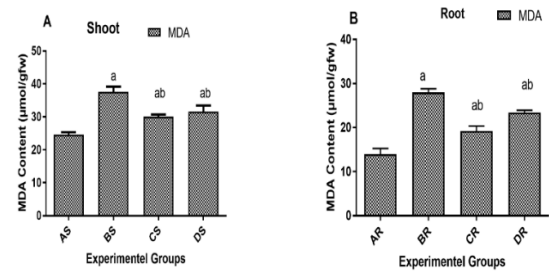 A
Shoot
MDA
MDA Content (µmol/gfw)
50
40
30
20
10
0
a
ab
ab
AS
BS
CS
DS
Experimentel Groups
B
Root
MDA
MDA Content (µmol/gfw)
40
30
20
10
0
a
ab
ab
AR
BR
CR
DR
Experimentel Groups